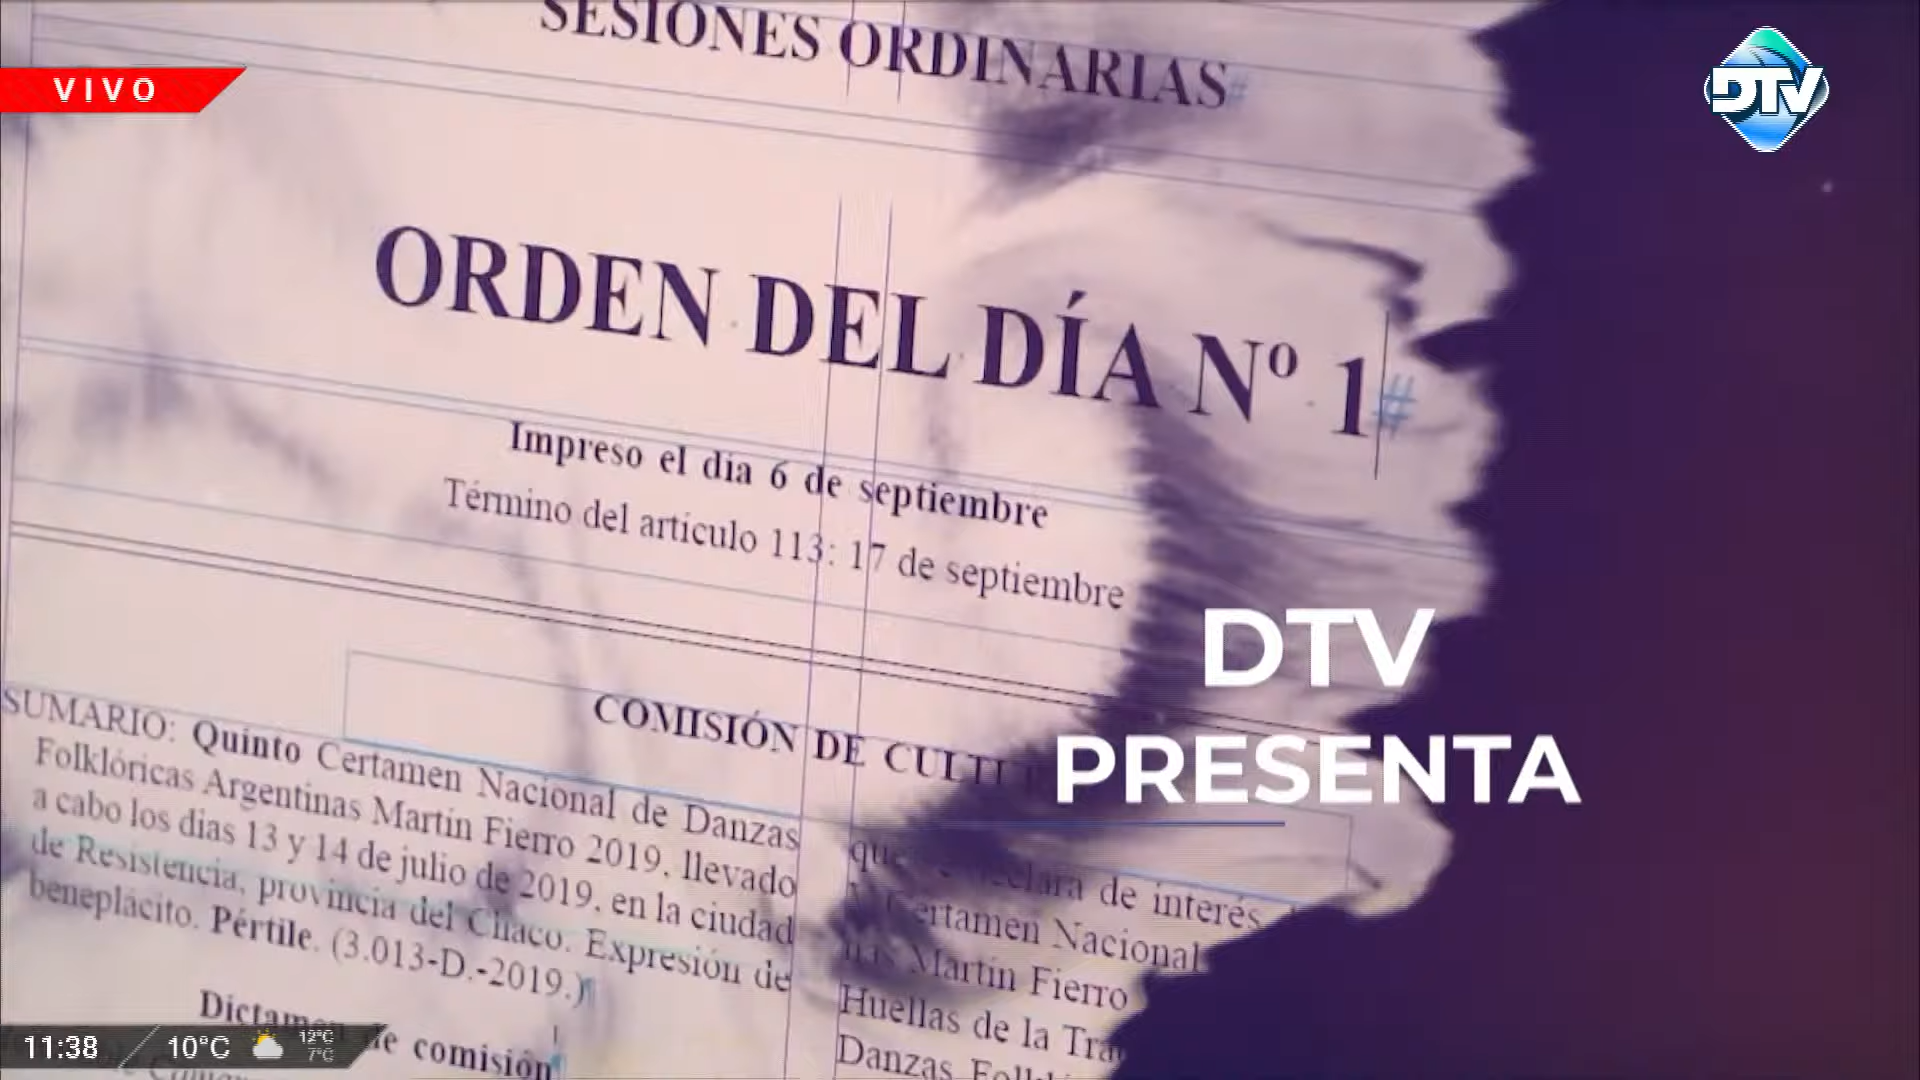 SESIONES ORDINARIAS#
VIVO
DTV
ORDEN DEL DÍA Nº 1#
Impreso el día 6 de septiembre
Término del artículo 113: 17 de septiembre
DTV
PRESENTA
COMISIÓN DE
SUMARIO: Quinto Certamen Nacional de Danzas
Folklóricas Argentinas Martín Fierro 2019, llevado
a cabo los días 13 y 14 de julio de 2019, en la ciudad
de Resistencia, provincia del Chaco. Expresión de
beneplácito. Pértile. (3.013-D.-2019.)¶
de interés
Certamen Nacional
Martín Fierro
Huellas de la
Danzas
de comisión
11:38
10°C
12°C
7°C